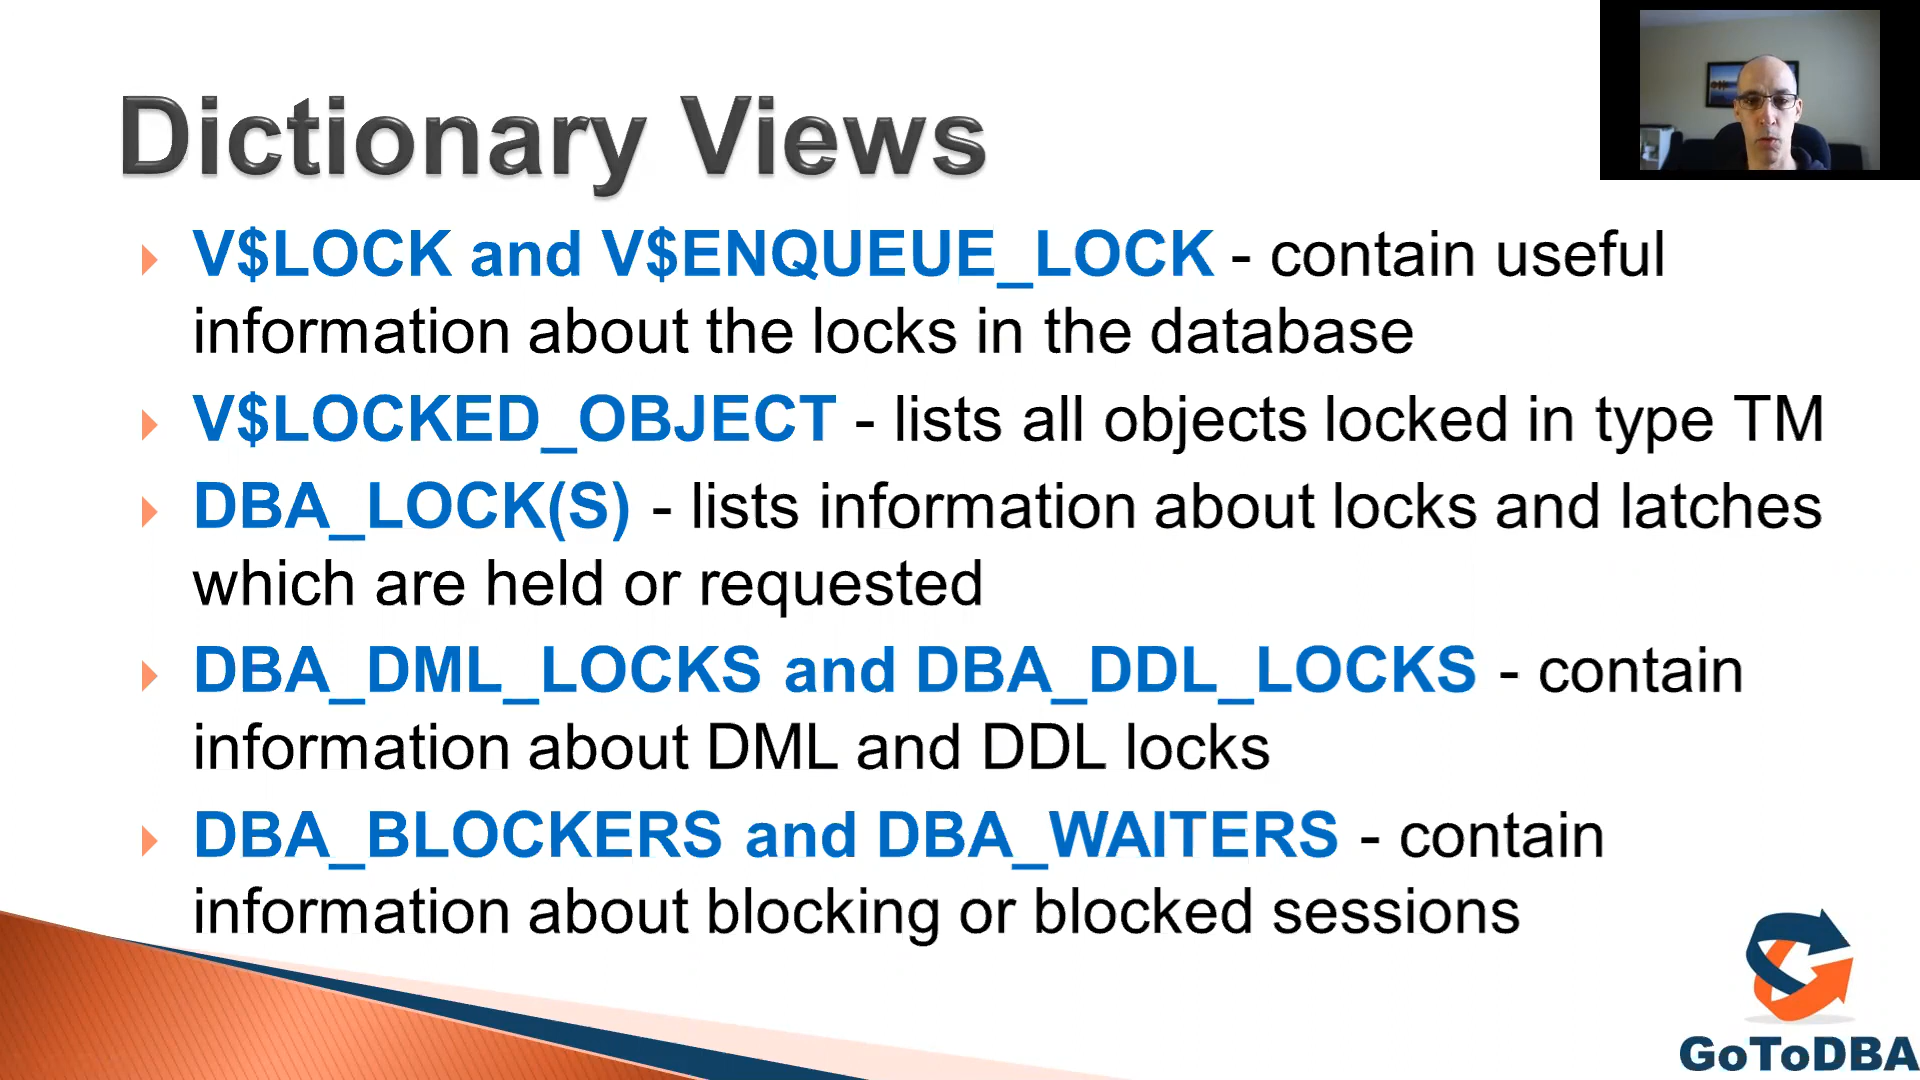 Dictionary Views
V$LOCK and V$ENQUEUE_LOCK - contain useful
information about the locks in the database
V$LOCKED_OBJECT - lists all objects locked in type TM
DBA_LOCK(S) - lists information about locks and latches
which are held or requested
DBA_DML_LOCKS and DBA_DDL_LOCKS - contain
information about DML and DDL locks
DBA_BLOCKERS and DBA_WAITERS - contain
information about blocking or blocked sessions
GoToDBA